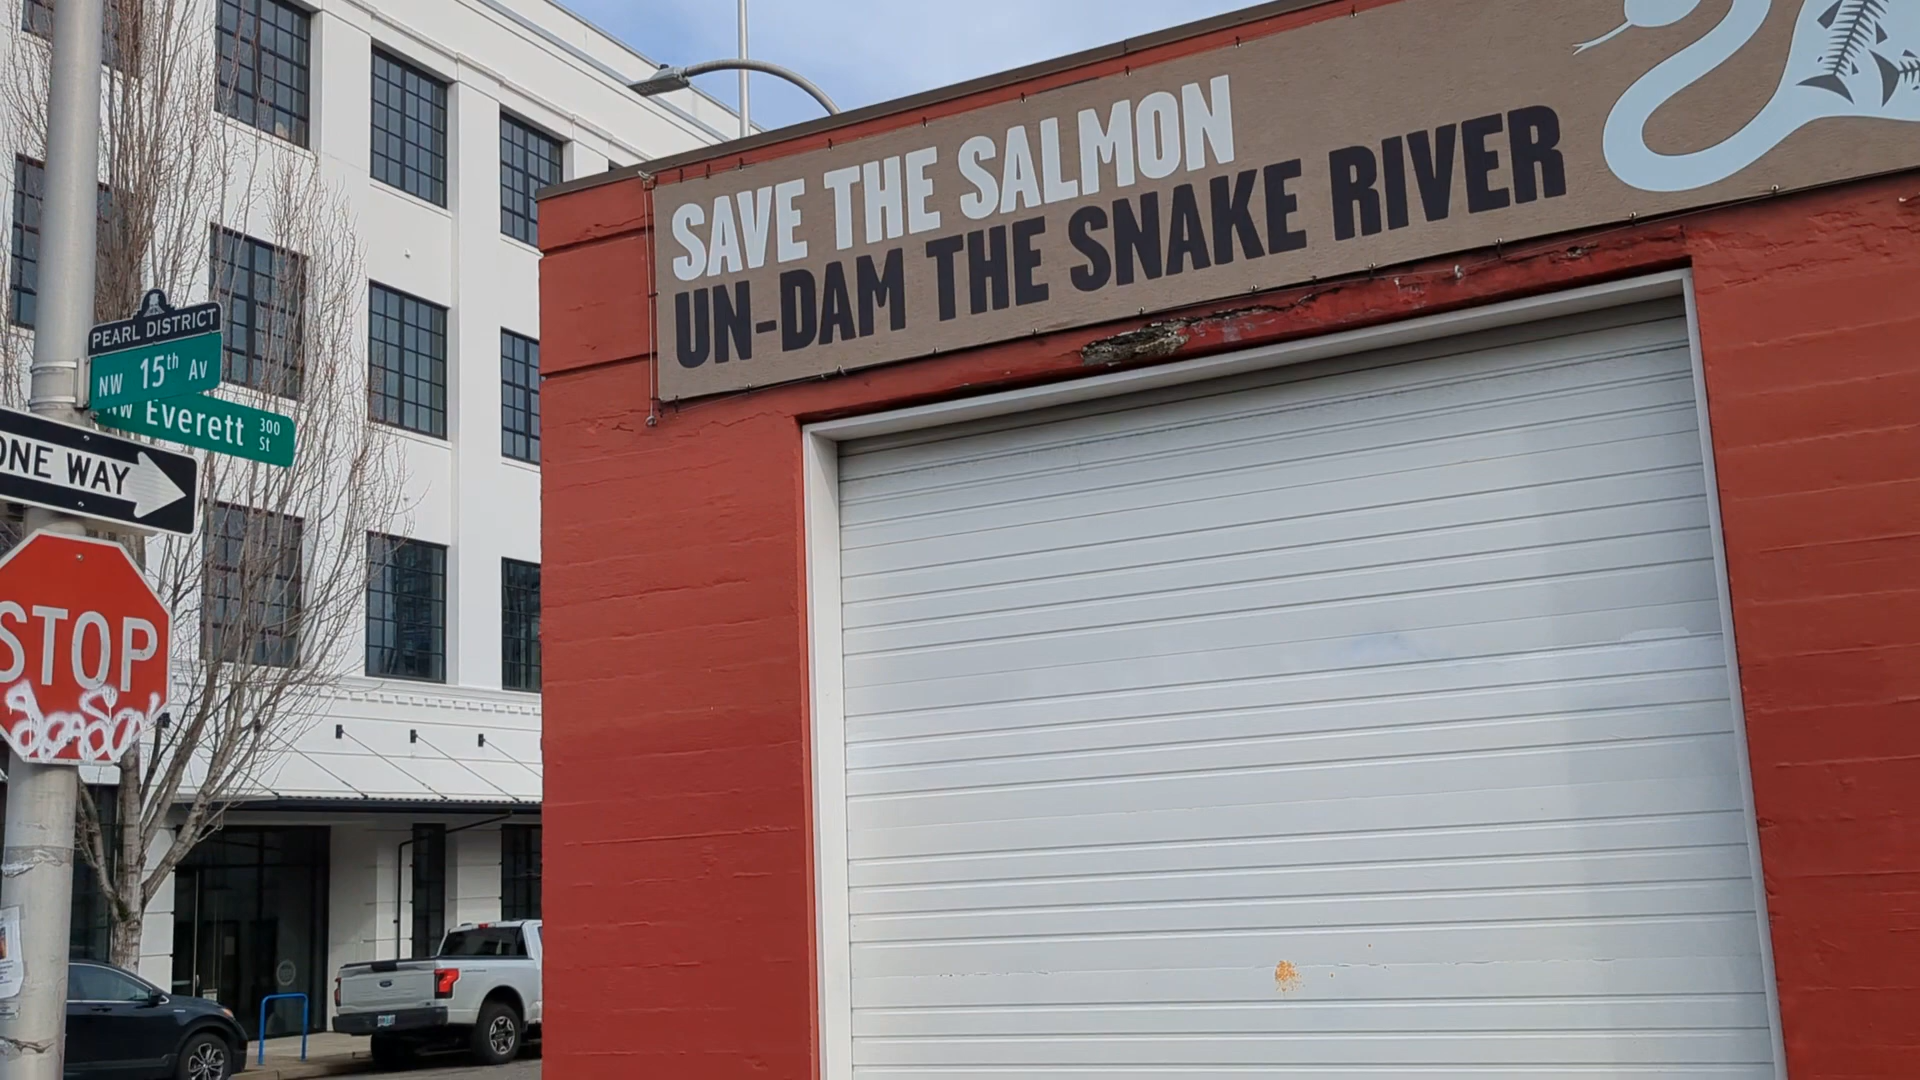 SAVE THE SALMON
UN-DAM THE SNAKE RIVER
PEARL DISTRICT
NW 15th Av
NW Everett 300 St
ONE WAY
STOP